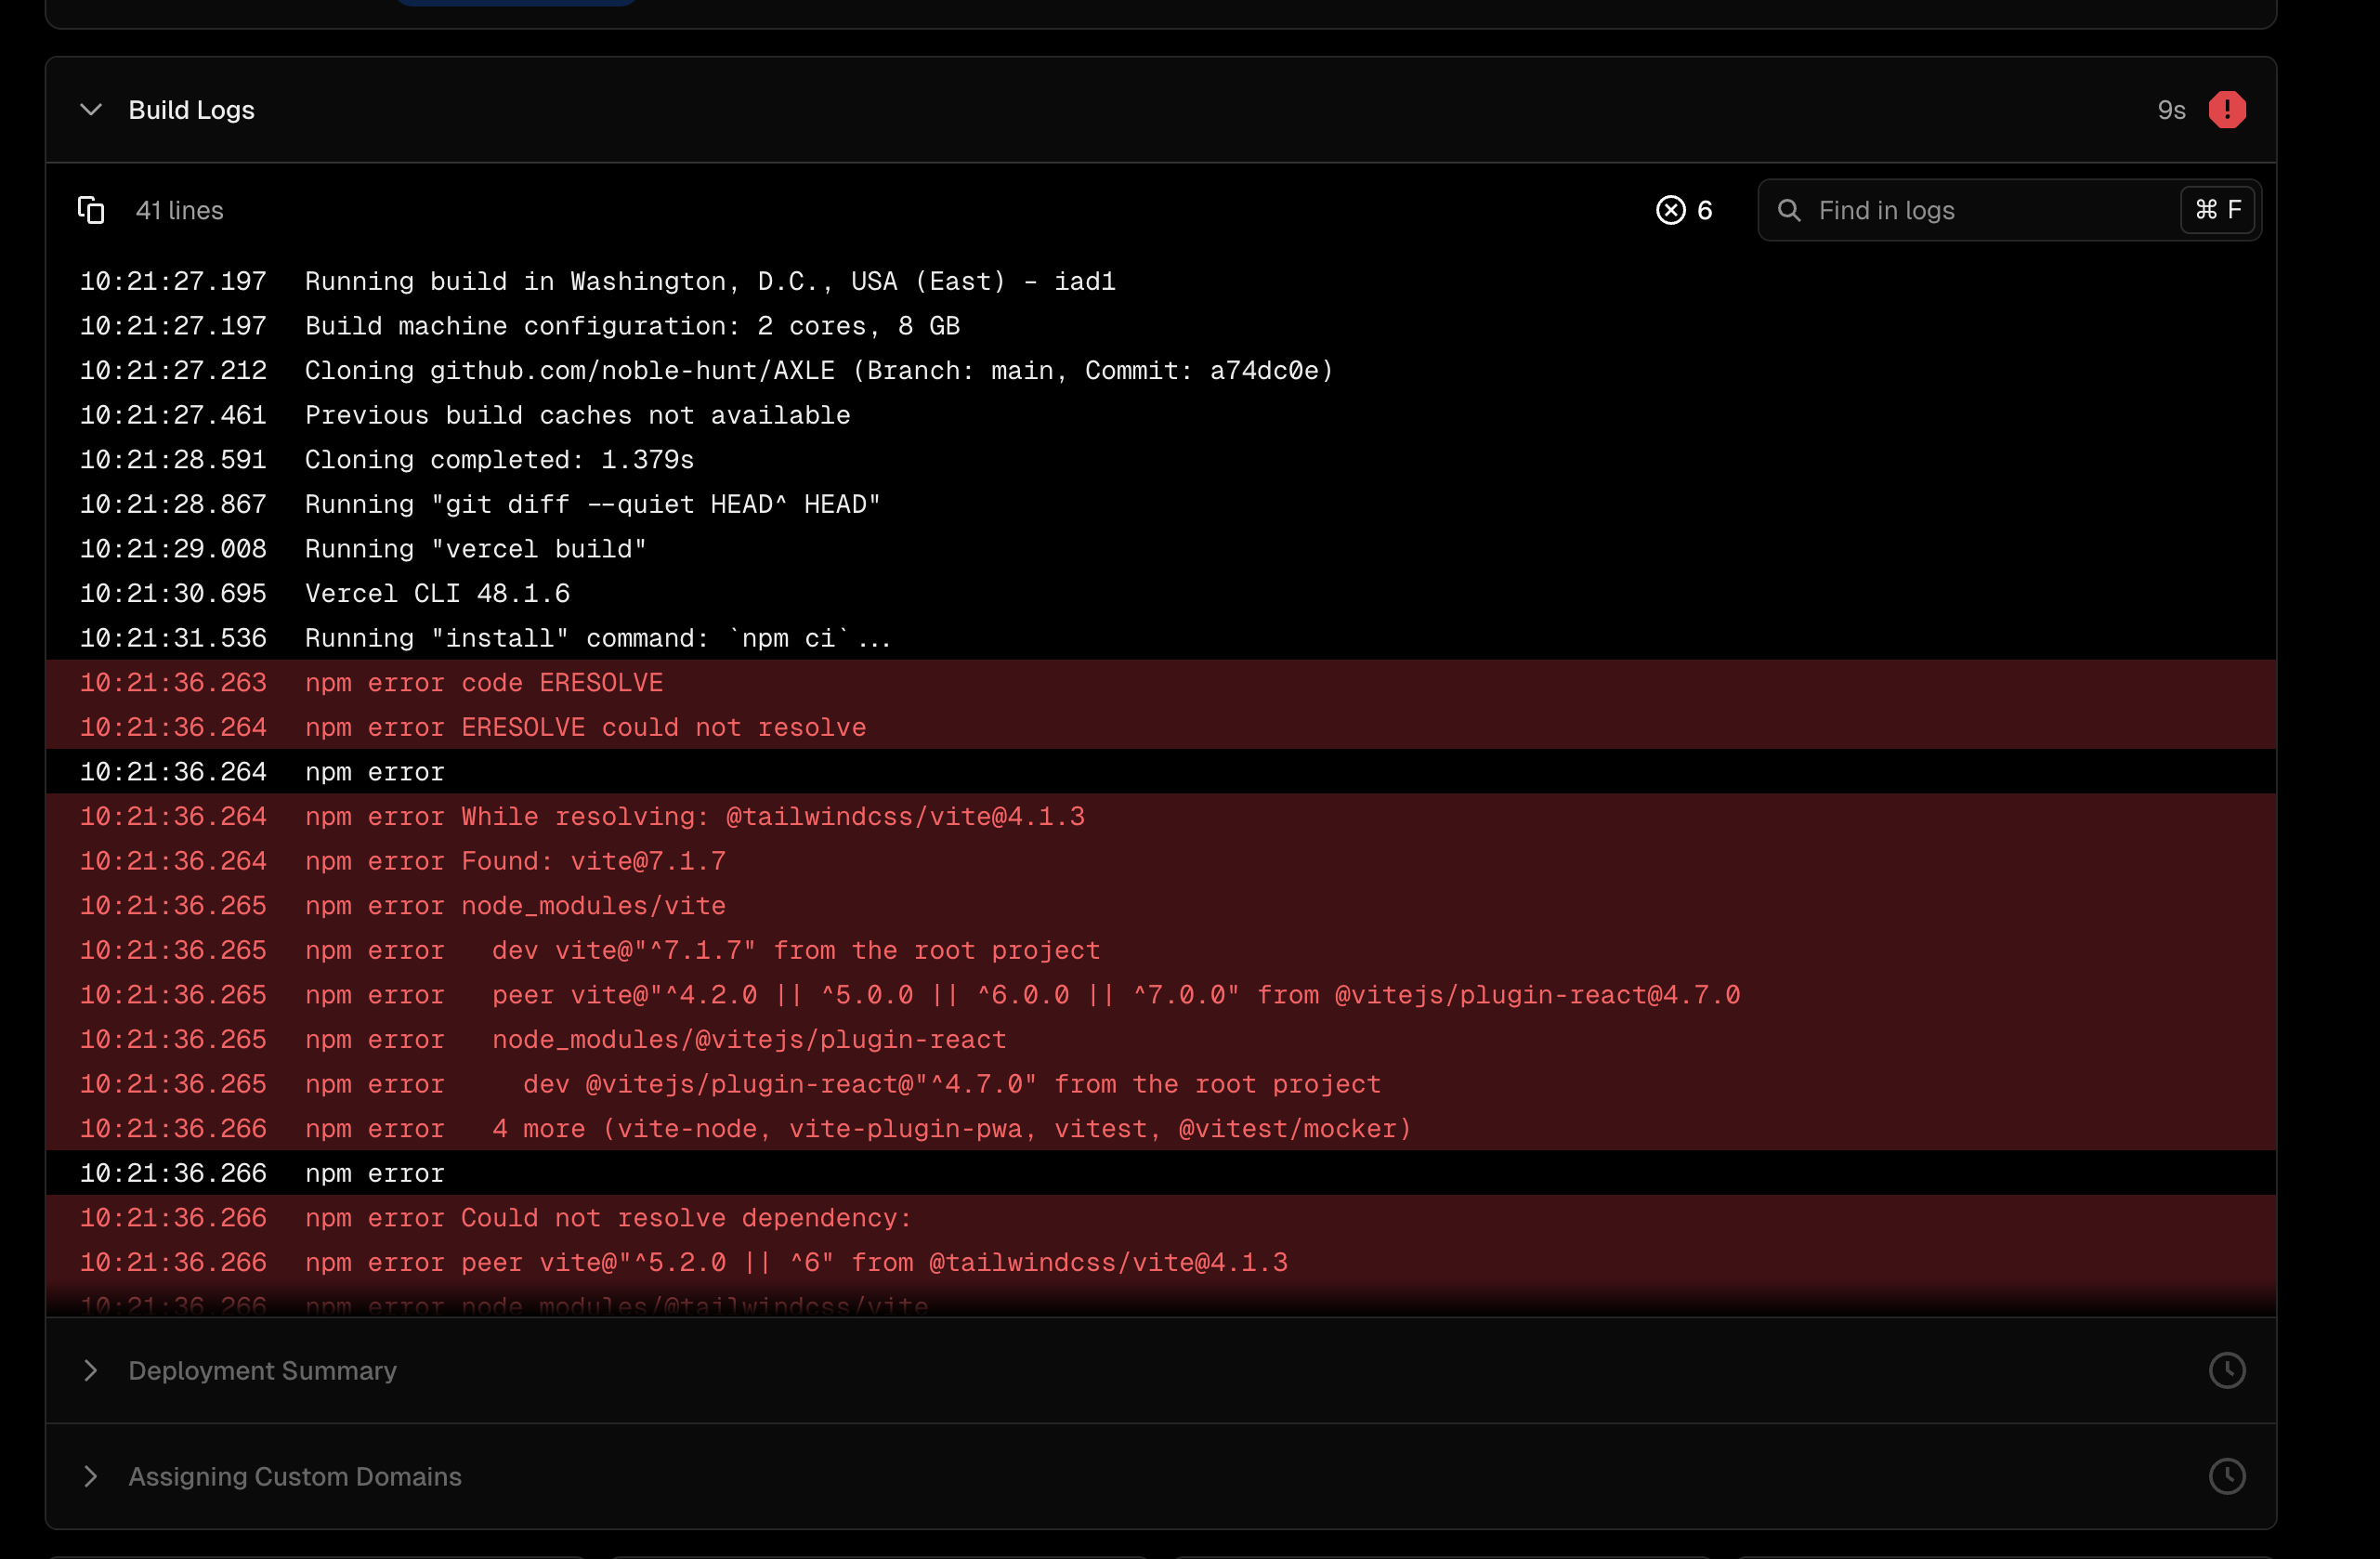 Build Logs
9s
41 lines
6
Find in logs
⌘ F
10:21:27.197 Running build in Washington, D.C., USA (East) – iad1
10:21:27.197 Build machine configuration: 2 cores, 8 GB
10:21:27.212 Cloning github.com/noble-hunt/AXLE (Branch: main, Commit: a74dc0e)
10:21:27.461 Previous build caches not available
10:21:28.591 Cloning completed: 1.379s
10:21:28.867 Running "git diff --quiet HEAD^ HEAD"
10:21:29.008 Running "vercel build"
10:21:30.695 Vercel CLI 48.1.6
10:21:31.536 Running "install" command: `npm ci`...
10:21:36.263 npm error code ERESOLVE
10:21:36.264 npm error ERESOLVE could not resolve
10:21:36.264 npm error
10:21:36.264 npm error While resolving: @tailwindcss/vite@4.1.3
10:21:36.264 npm error Found: vite@7.1.7
10:21:36.265 npm error node_modules/vite
10:21:36.265 npm error   dev vite@"^7.1.7" from the root project
10:21:36.265 npm error   peer vite@"^4.2.0 || ^5.0.0 || ^6.0.0 || ^7.0.0" from @vitejs/plugin-react@4.7.0
10:21:36.265 npm error   node_modules/@vitejs/plugin-react
10:21:36.265 npm error     dev @vitejs/plugin-react@"^4.7.0" from the root project
10:21:36.266 npm error   4 more (vite-node, vite-plugin-pwa, vitest, @vitest/mocker)
10:21:36.266 npm error
10:21:36.266 npm error Could not resolve dependency:
10:21:36.266 npm error peer vite@"^5.2.0 || ^6" from @tailwindcss/vite@4.1.3
10:21:36.266 npm error node_modules/@tailwindcss/vite
Deployment Summary
Assigning Custom Domains